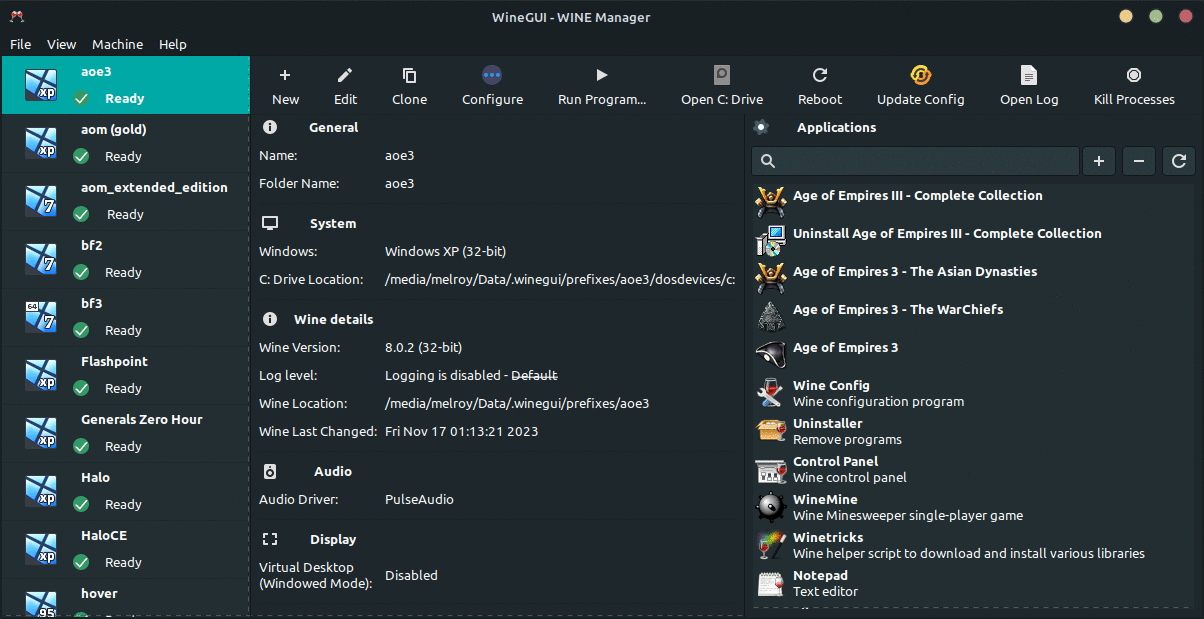 WineGUI - WINE Manager
File View Machine Help
aoe3
Ready
aom (gold)
Ready
aom_extended_edition
Ready
bf2
Ready
bf3
Ready
Flashpoint
Ready
Generals Zero Hour
Ready
Halo
Ready
HaloCE
Ready
hover
xp
xp
7
7
64
7
xp
xp
xp
xp
95
New Edit Clone Configure Run Program... Open C: Drive Reboot Update Config Open Log Kill Processes
General
Name: aoe3
Folder Name: aoe3
System
Windows: Windows XP (32-bit)
C: Drive Location: /media/melroy/Data/.winegui/prefixes/aoe3/dosdevices/c:
Wine details
Wine Version: 8.0.2 (32-bit)
Log level: Logging is disabled - Default
Wine Location: /media/melroy/Data/.winegui/prefixes/aoe3
Wine Last Changed: Fri Nov 17 01:13:21 2023
Audio
Audio Driver: PulseAudio
Display
Virtual Desktop
(Windowed Mode): Disabled
Applications
Age of Empires III - Complete Collection
Uninstall Age of Empires III - Complete Collection
Age of Empires 3 - The Asian Dynasties
Age of Empires 3 - The WarChiefs
Age of Empires 3
Wine Config
Wine configuration program
Uninstaller
Remove programs
Control Panel
Wine control panel
WineMine
Wine Minesweeper single-player game
Winetricks
Wine helper script to download and install various libraries
Notepad
Text editor